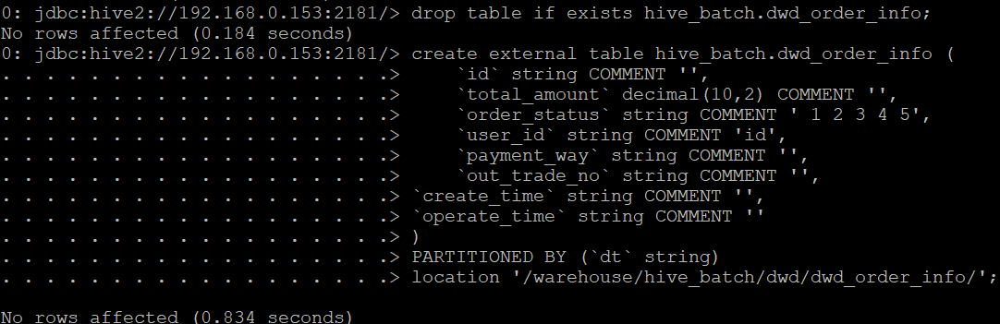 0: jdbc:hive2://192.168.0.153:2181/> drop table if exists hive_batch.dwd_order_info;
No rows affected (0.184 seconds)
0: jdbc:hive2://192.168.0.153:2181/> create external table hive_batch.dwd_order_info (
. . . . . . . . . . . . . . . . . .>     `id` string COMMENT '',
. . . . . . . . . . . . . . . . . .>     `total_amount` decimal(10,2) COMMENT '',
. . . . . . . . . . . . . . . . . .>     `order_status` string COMMENT ' 1 2 3 4 5',
. . . . . . . . . . . . . . . . . .>     `user_id` string COMMENT 'id',
. . . . . . . . . . . . . . . . . .>     `payment_way` string COMMENT '',
. . . . . . . . . . . . . . . . . .>     `out_trade_no` string COMMENT '',
. . . . . . . . . . . . . . . . . .> `create_time` string COMMENT '',
. . . . . . . . . . . . . . . . . .> `operate_time` string COMMENT ''
. . . . . . . . . . . . . . . . . .> )
. . . . . . . . . . . . . . . . . .> PARTITIONED BY (`dt` string)
. . . . . . . . . . . . . . . . . .> location '/warehouse/hive_batch/dwd/dwd_order_info/';
No rows affected (0.834 seconds)